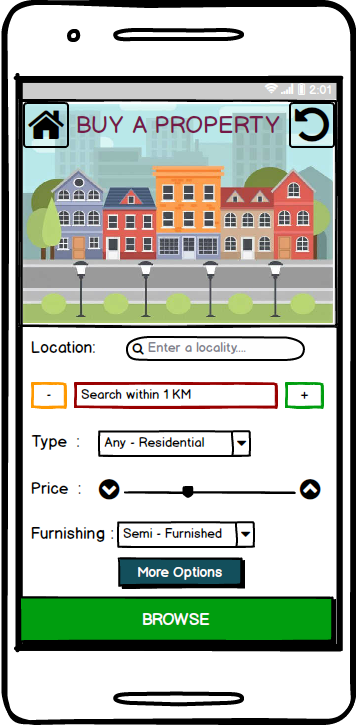 2:01
BUY A PROPERTY
Location: Enter a locality....
- Search within 1 KM +
Type : Any - Residential
Price :
Furnishing : Semi - Furnished
More Options
BROWSE